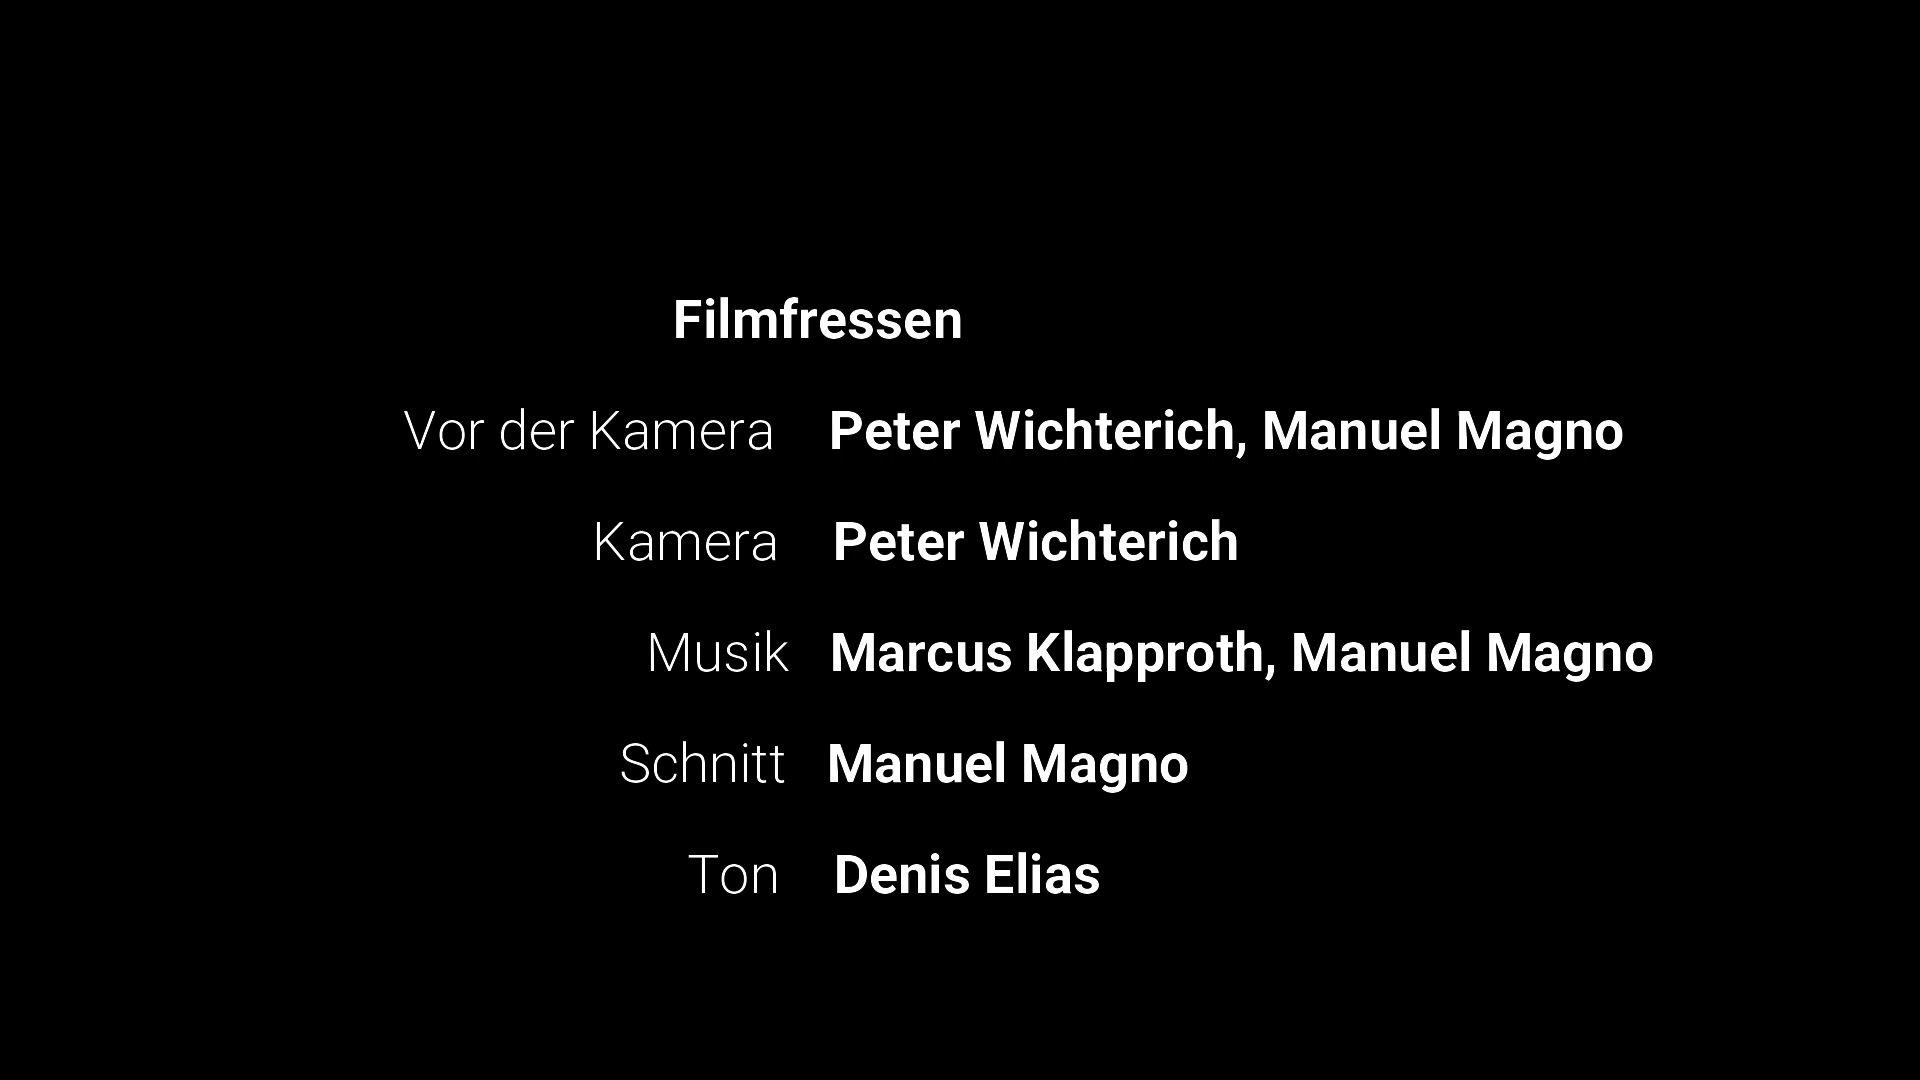 Filmfressen
Vor der Kamera Peter Wichterich, Manuel Magno
Kamera Peter Wichterich
Musik Marcus Klapproth, Manuel Magno
Schnitt Manuel Magno
Ton Denis Elias